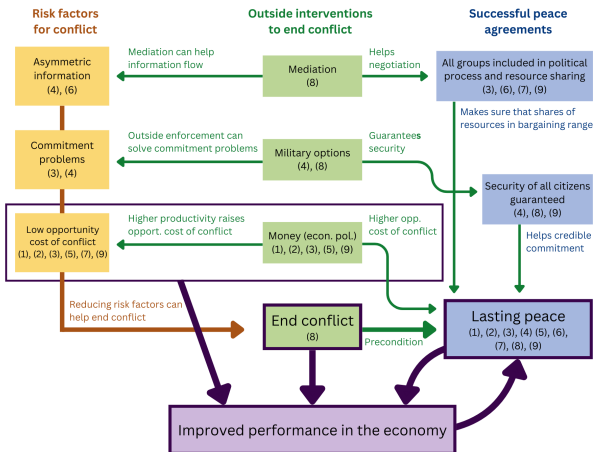 Risk factors
for conflict
Outside interventions
to end conflict
Successful peace
agreements
Asymmetric
information
(4), (6)
Mediation can help
information flow
Mediation
(8)
Helps
negotiation
All groups included in political
process and resource sharing
(3), (6), (7), (9)
Makes sure that shares of
resources in bargaining range
Commitment
problems
(3), (4)
Outside enforcement can
solve commitment problems
Military options
(4), (8)
Guarantees
security
Security of all citizens
guaranteed
(4), (8), (9)
Helps credible
commitment
Low opportunity
cost of conflict
(1), (2), (3), (5), (7), (9)
Higher productivity raises
opport. cost of conflict
Money (econ. pol.)
(1), (2), (3), (5), (9)
Higher opp.
cost of conflict
Reducing risk factors can
help end conflict
End conflict
(8)
Precondition
Lasting peace
(1), (2), (3), (4) (5), (6),
(7), (8), (9)
Improved performance in the economy